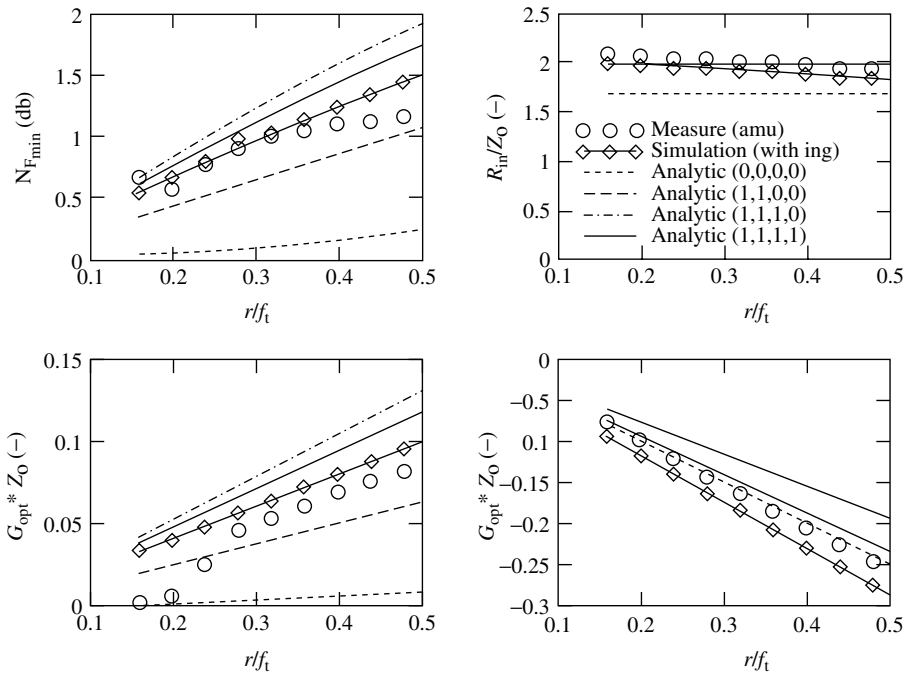 2
1.5
1
0.5
0
N_Fmin (db)
0.1 0.2 0.3 0.4 0.5
r/f_t
2.5
2
1.5
1
0.5
0
R_in/Z_O (−)
Measure (amu)
Simulation (with ing)
Analytic (0,0,0,0)
Analytic (1,1,0,0)
Analytic (1,1,1,0)
Analytic (1,1,1,1)
0.1 0.2 0.3 0.4 0.5
r/f_t
0.15
0.1
0.05
0
G_opt* Z_O (−)
0.1 0.2 0.3 0.4 0.5
r/f_t
0
−0.5
0.1
−0.15
−0.2
−0.25
−0.3
G_opt* Z_O (−)
0.1 0.2 0.3 0.4 0.5
r/f_t